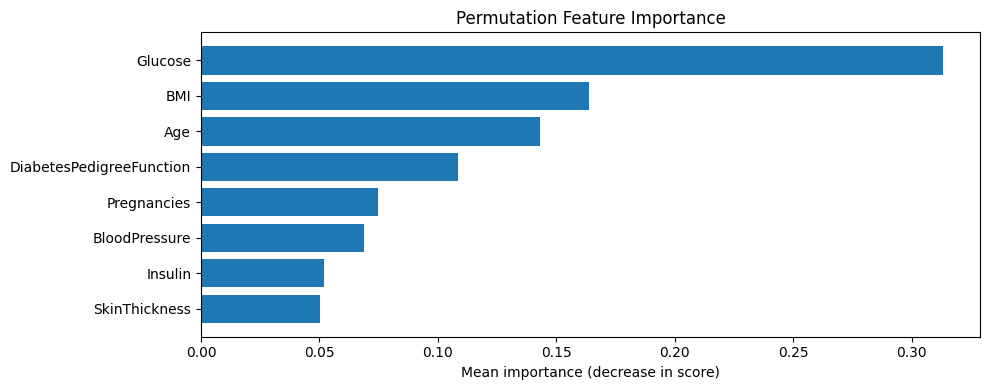 Permutation Feature Importance
Glucose
BMI
Age
DiabetesPedigreeFunction
Pregnancies
BloodPressure
Insulin
SkinThickness
0.00 0.05 0.10 0.15 0.20 0.25 0.30
Mean importance (decrease in score)